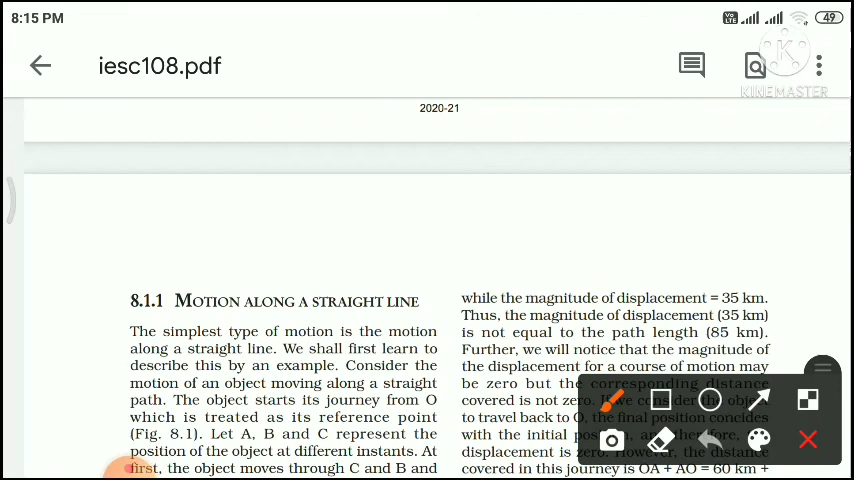 8:15 PM
Vo LTE
49
iesc108.pdf
K
KINEMASTER
2020-21
8.1.1 MOTION ALONG A STRAIGHT LINE
The simplest type of motion is the motion
along a straight line. We shall first learn to
describe this by an example. Consider the
motion of an object moving along a straight
path. The object starts its journey from O
which is treated as its reference point
(Fig. 8.1). Let A, B and C represent the
position of the object at different instants. At
first, the object moves through C and B and
while the magnitude of displacement = 35 km.
Thus, the magnitude of displacement (35 km)
is not equal to the path length (85 km).
Further, we will notice that the magnitude of
the displacement for a course of motion may
be zero but the corresponding distance
covered is not zero. If we consider the object
to travel back to O, the final position concides
with the initial position, and therefore, the
displacement is zero. However, the distance
covered in this journey is OA + AO = 60 km +